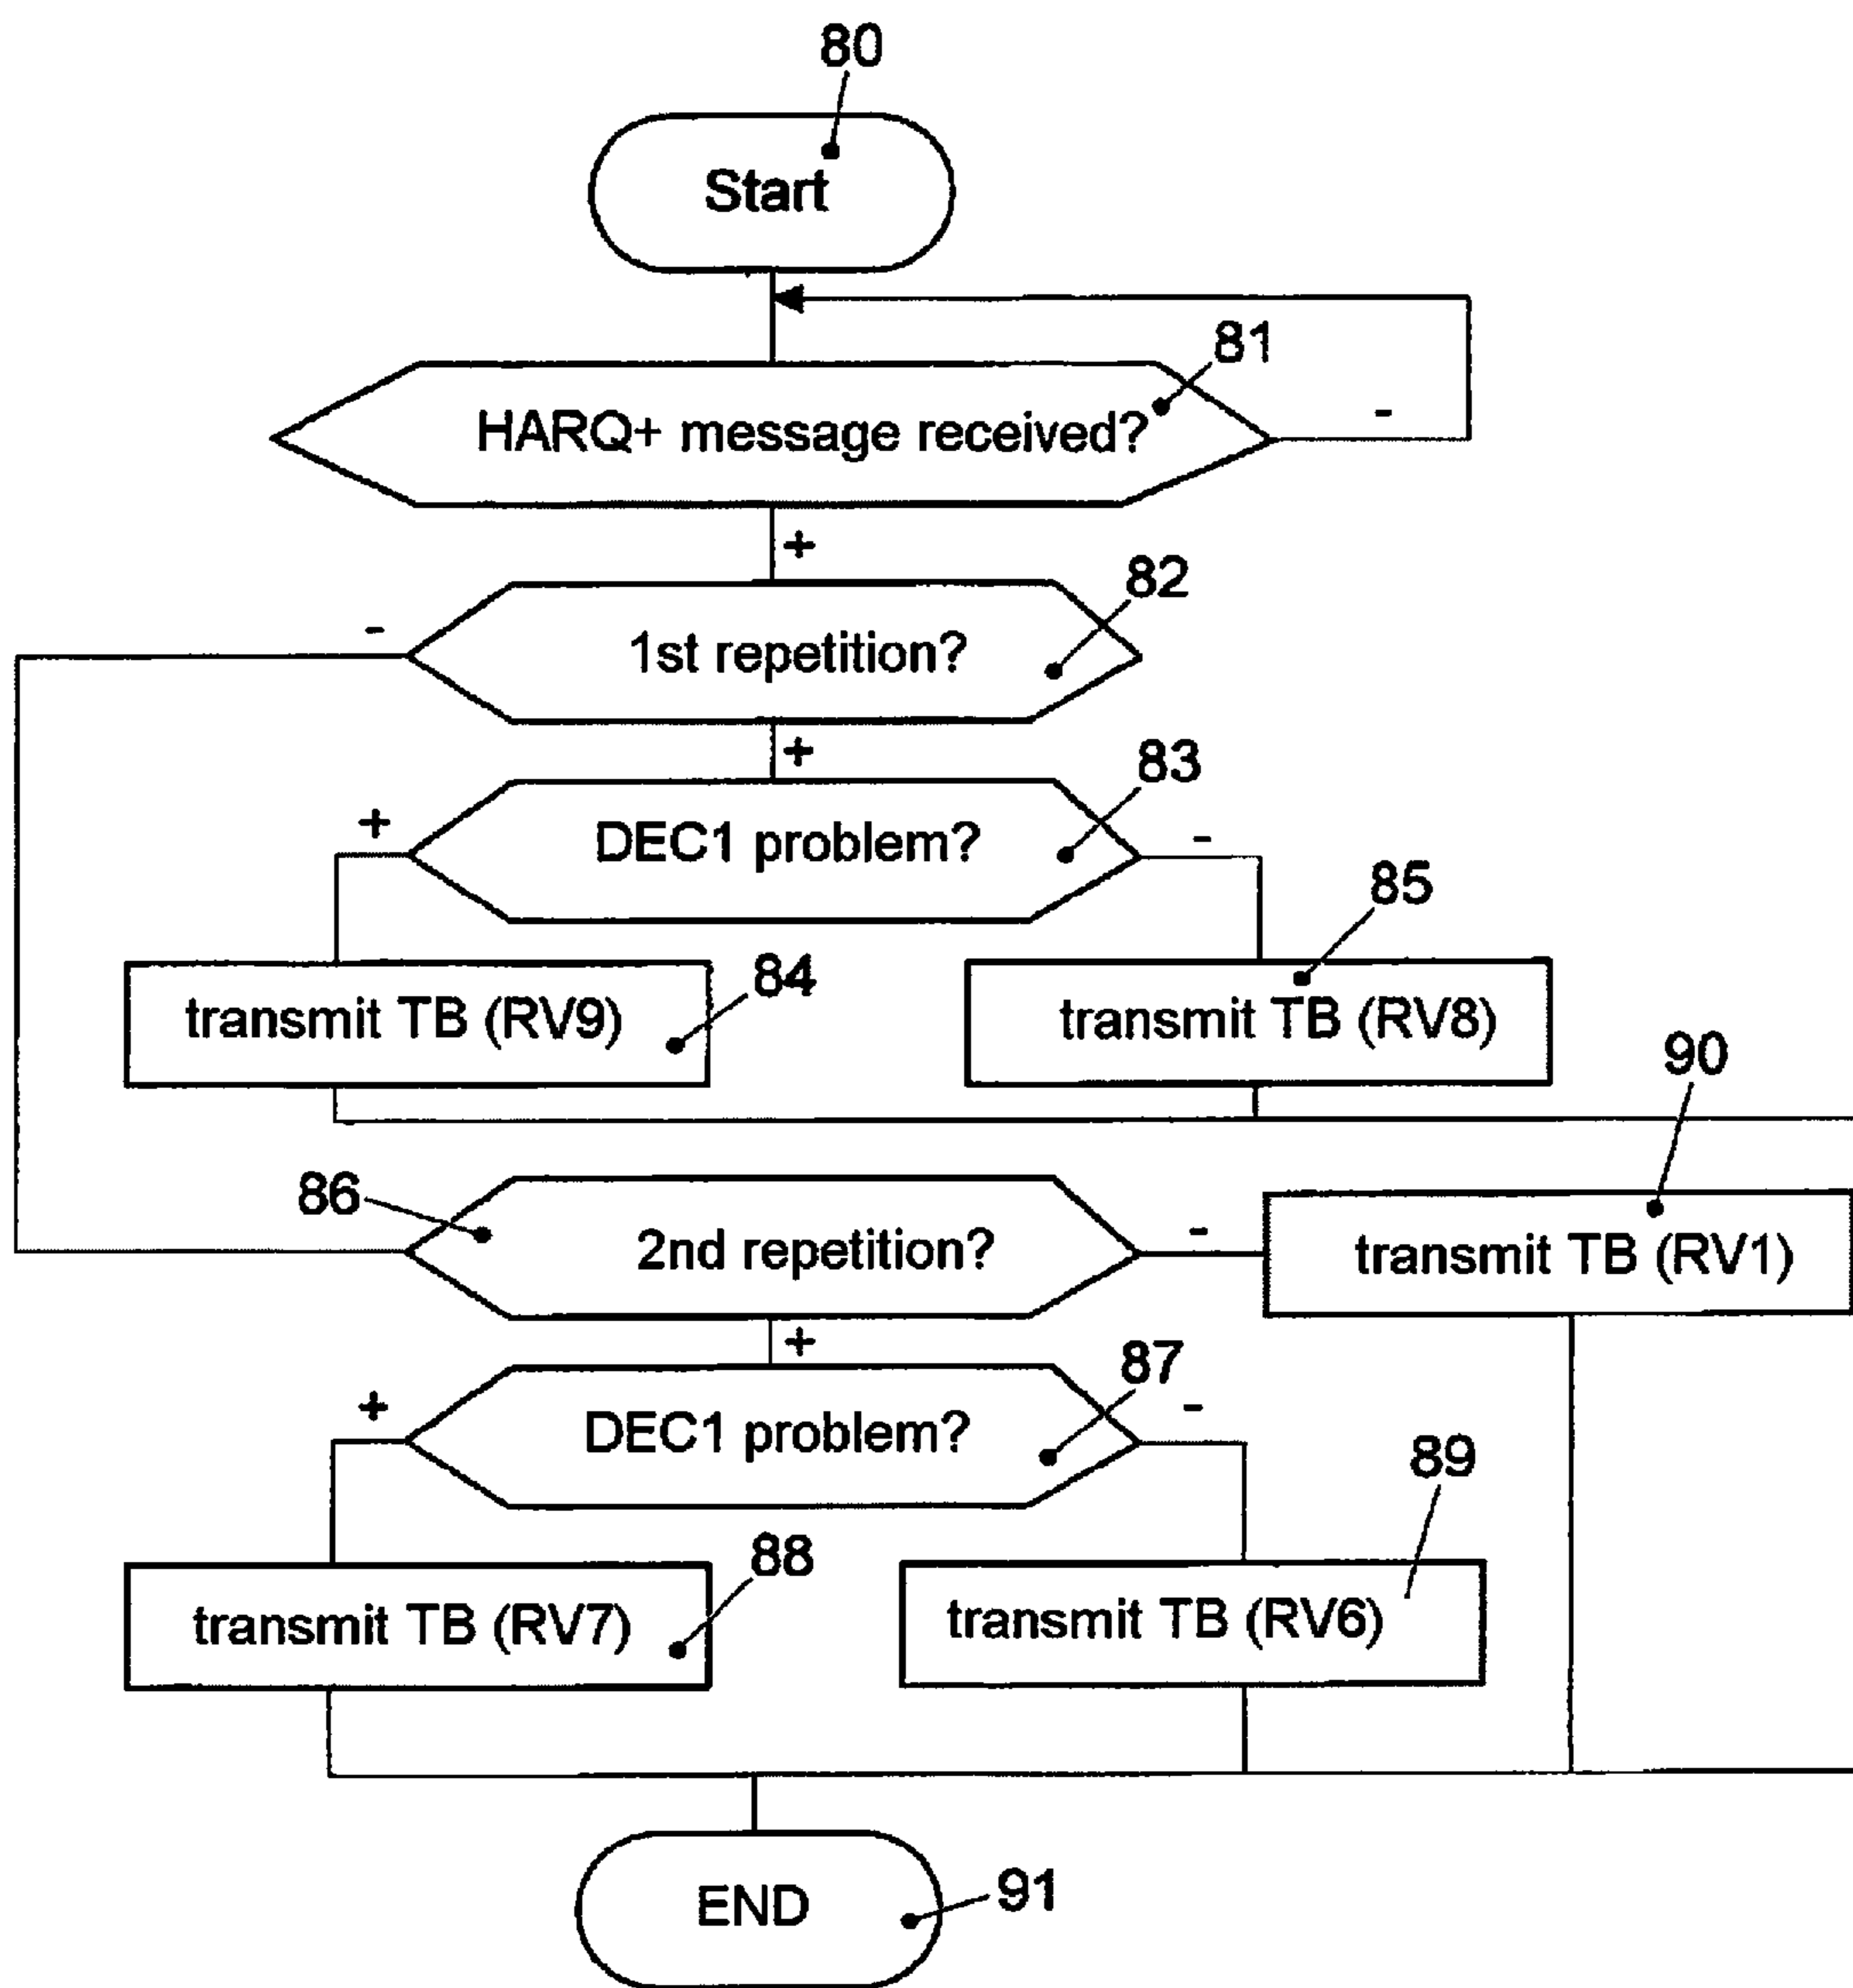 80
Start
81
HARQ+ message received?
-
+
82
-
1st repetition?
+
83
+
DEC1 problem?
-
85
84
transmit TB (RV9)
transmit TB (RV8)
90
86
2nd repetition?
-
transmit TB (RV1)
+
87
+
DEC1 problem?
-
89
88
transmit TB (RV7)
transmit TB (RV6)
END
91